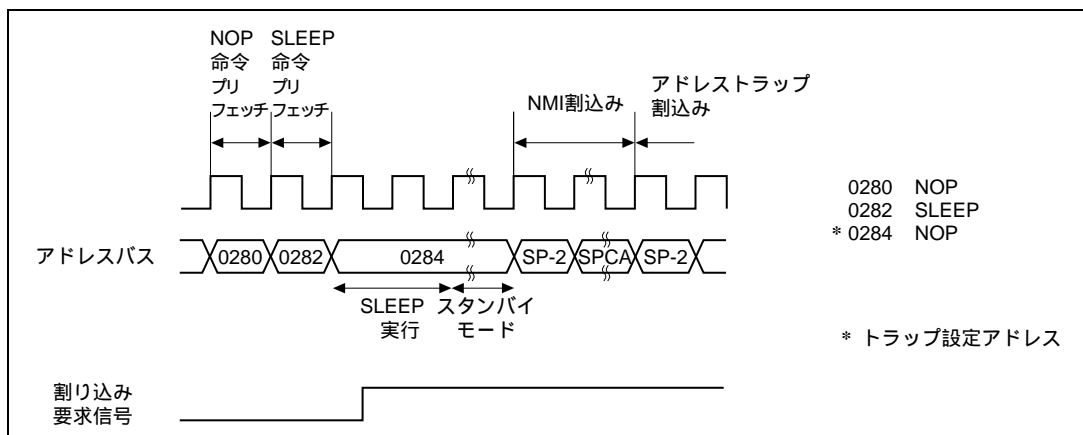 NOP SLEEP
命令 命令
プリ プリ
フェッチ フェッチ
NMI割込み
アドレストラップ
割込み
0280 NOP
0282 SLEEP
* 0284 NOP
アドレスバス 0280 0282 0284 SP-2 SPCA SP-2
SLEEP スタンバイ
実行 モード
* トラップ設定アドレス
割り込み
要求信号